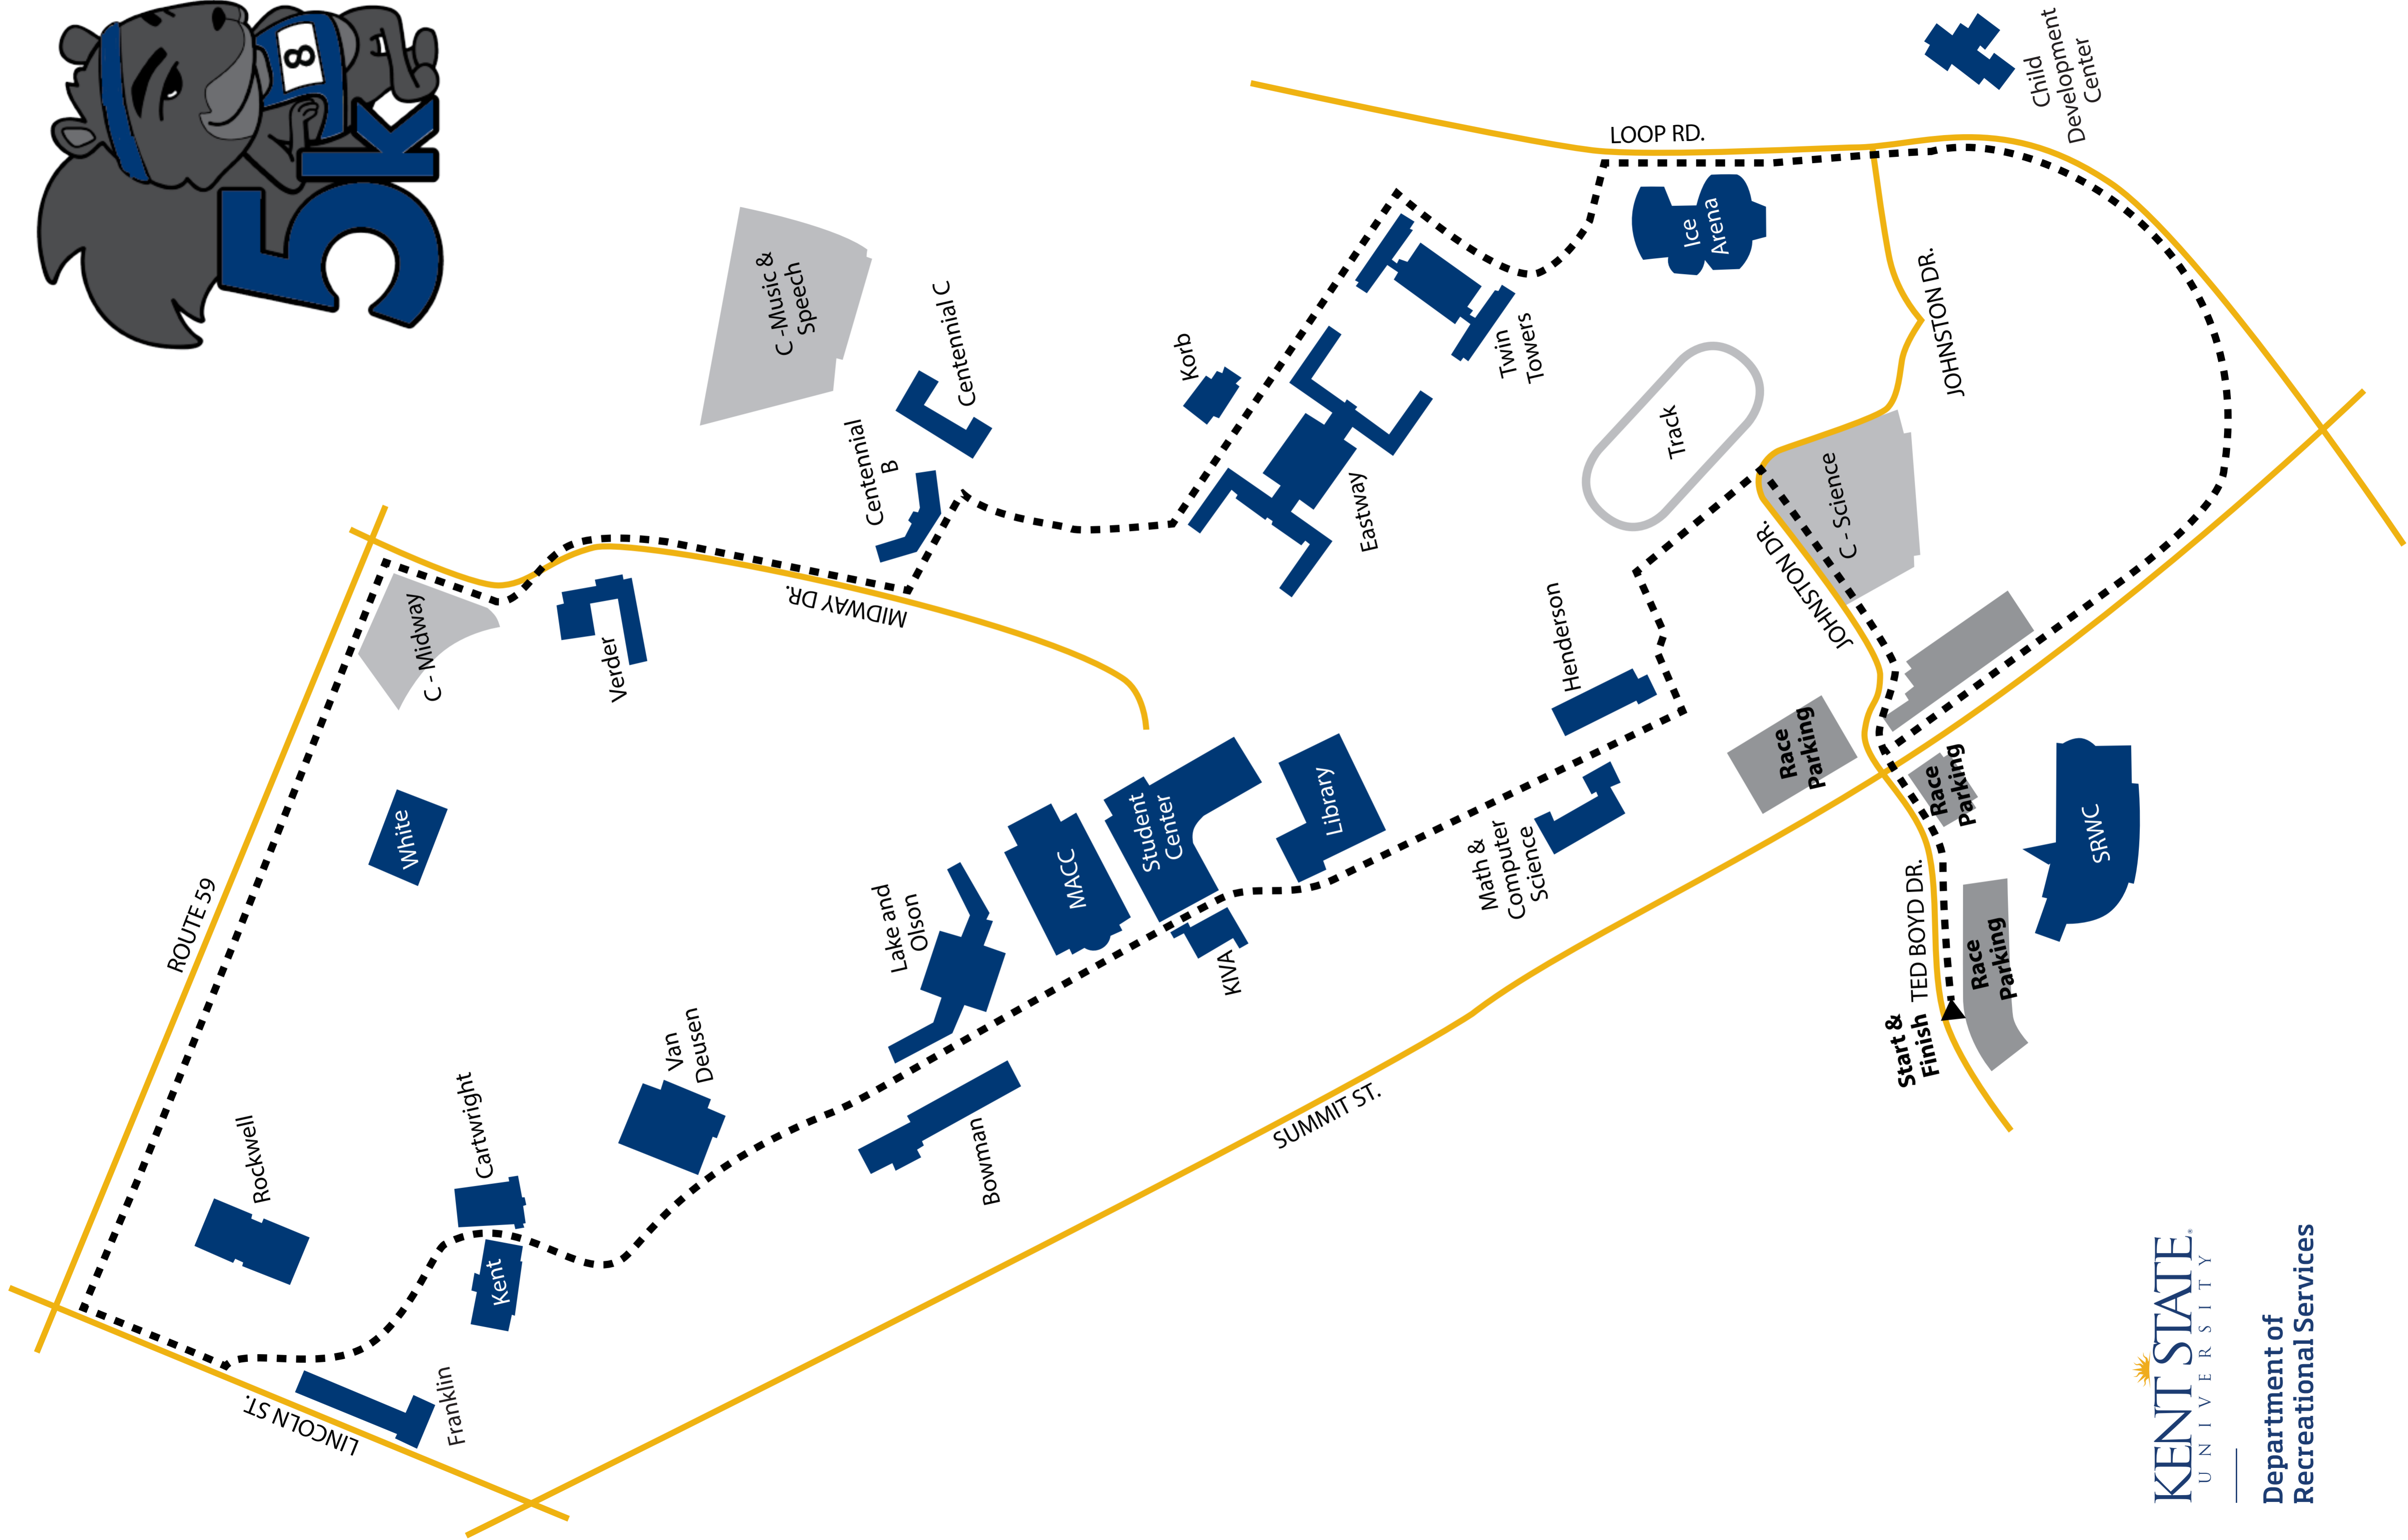 8
5k
ROUTE 59
LINCOLN ST.
Franklin
Rockwell
Kent
Cartwright
White
C - Midway
Verder
MIDWAY DR.
Van
Deusen
Bowman
Lake and
Olson
MACC
Student
Center
KIVA
Library
Centennial
B
Centennial C
C -Music &
Speech
Korb
Eastway
Twin
Towers
Math &
Computer
Science
Henderson
SUMMIT ST.
Track
Ice
Arena
LOOP RD.
JOHNSTON DR.
JOHNSTON DR.
C - Science
Child
Development
Center
Race
Parking
Race
Parking
Race
Parking
SRWC
TED BOYD DR.
Start &
Finish
KENT STATE®
UNIVERSITY
Department of
Recreational Services